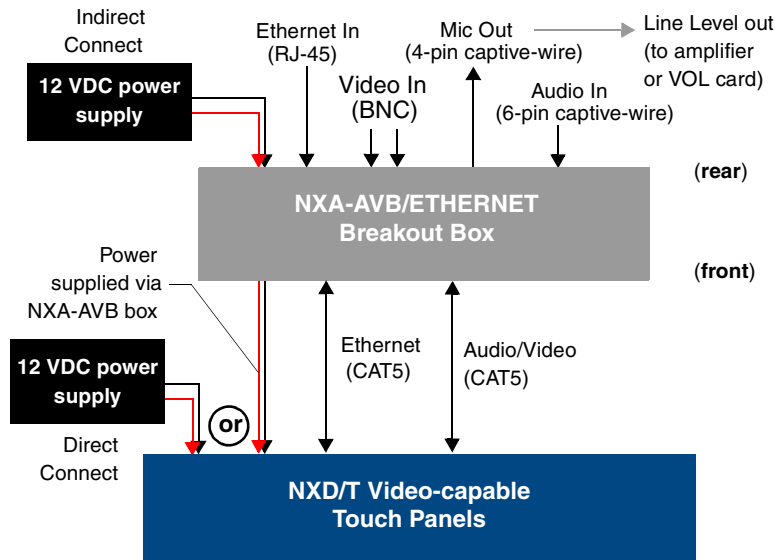 Indirect
Connect
12 VDC power
supply
Ethernet In
(RJ-45)
Video In
(BNC)
Mic Out
(4-pin captive-wire)
Line Level out
(to amplifier
or VOL card)
Audio In
(6-pin captive-wire)
(rear)
NXA-AVB/ETHERNET
Breakout Box
(front)
Power
supplied via
NXA-AVB box
Ethernet
(CAT5)
Audio/Video
(CAT5)
12 VDC power
supply
or
Direct
Connect
NXD/T Video-capable
Touch Panels